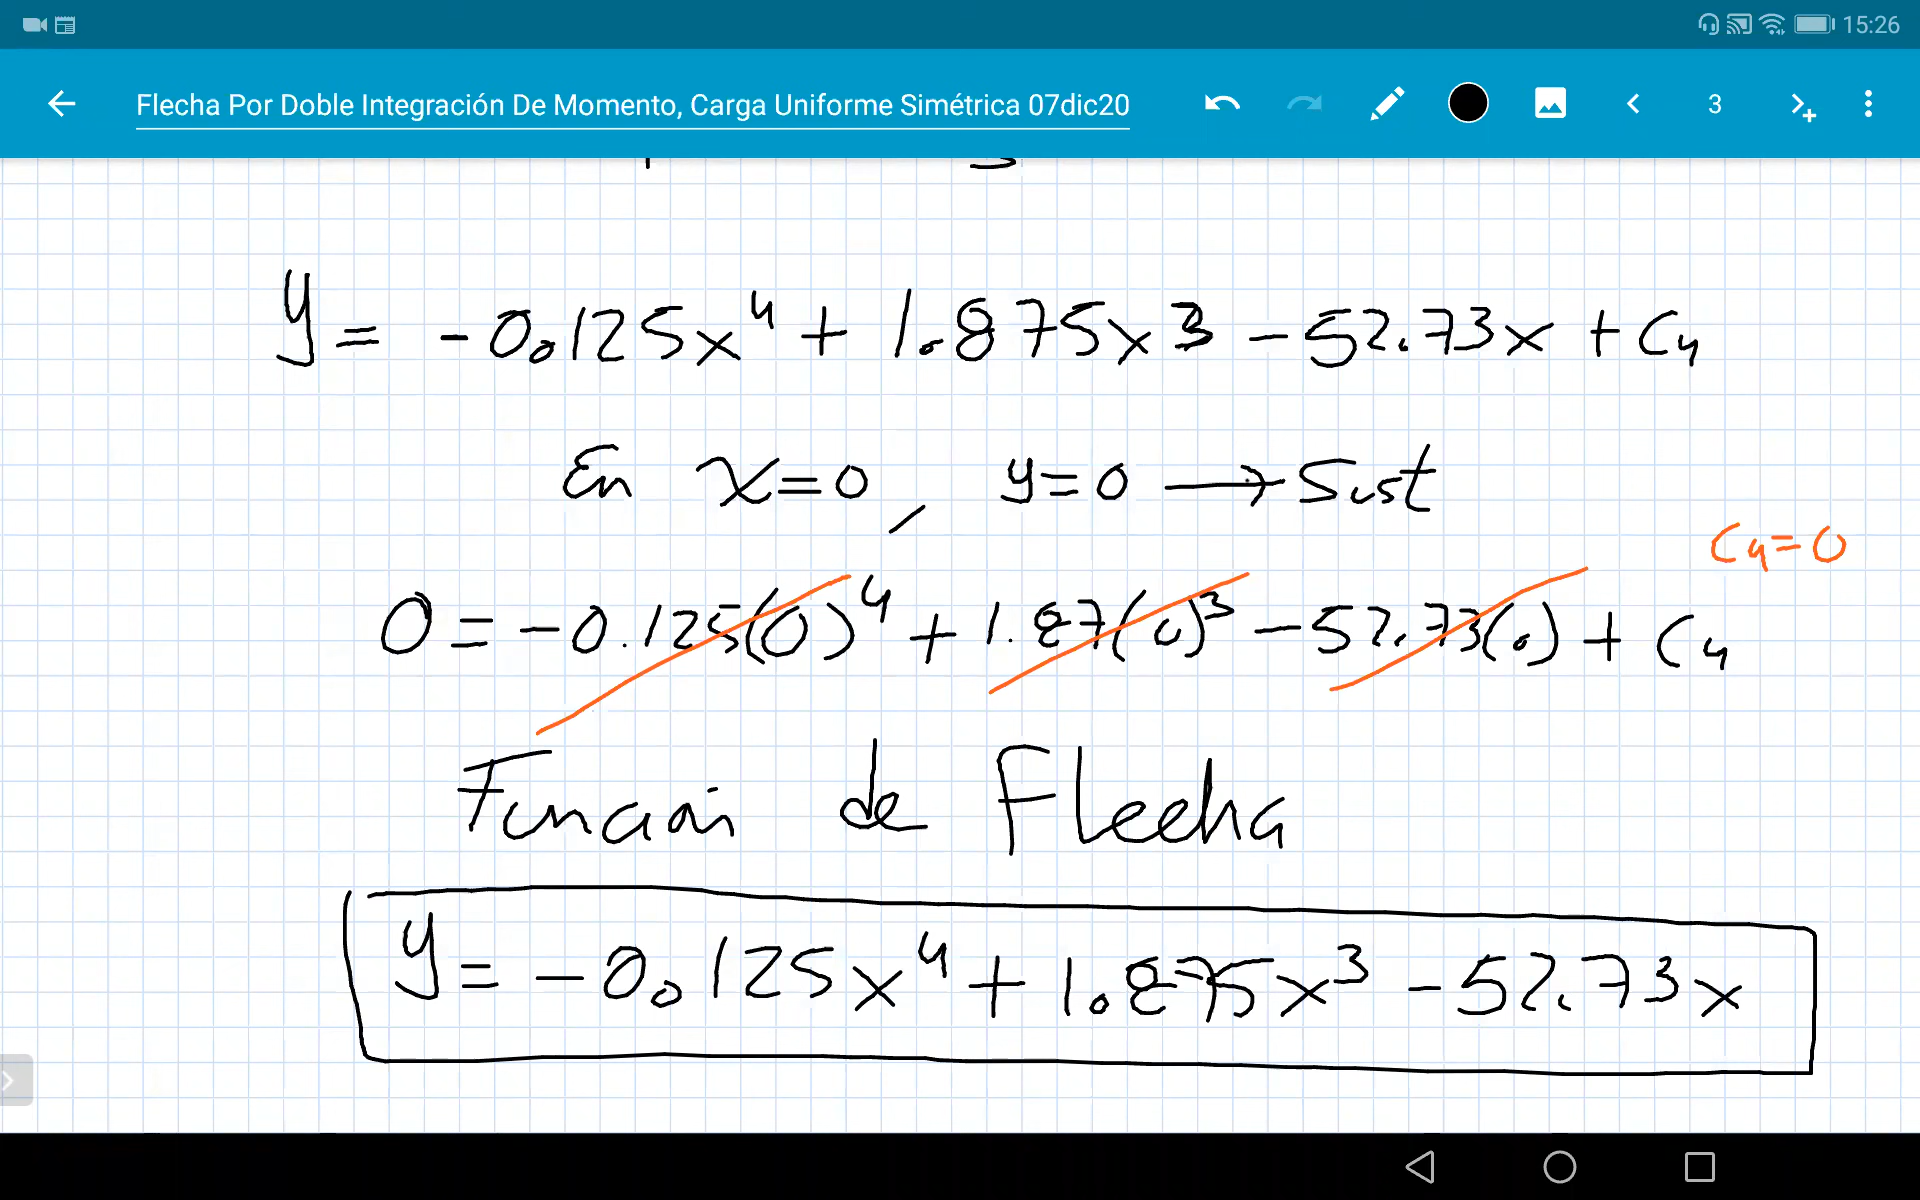 15:26
Flecha Por Doble Integración De Momento, Carga Uniforme Simétrica 07dic20 3
y = -0.125x⁴ + 1.875x³ - 52.73x + C₄
En x=0, y=0 → Sust
C₄=0
0 = -0.125(0)⁴ + 1.87(0)³ - 52.73(0) + C₄
Función de Flecha
y = -0.125x⁴ + 1.875x³ - 52.73x